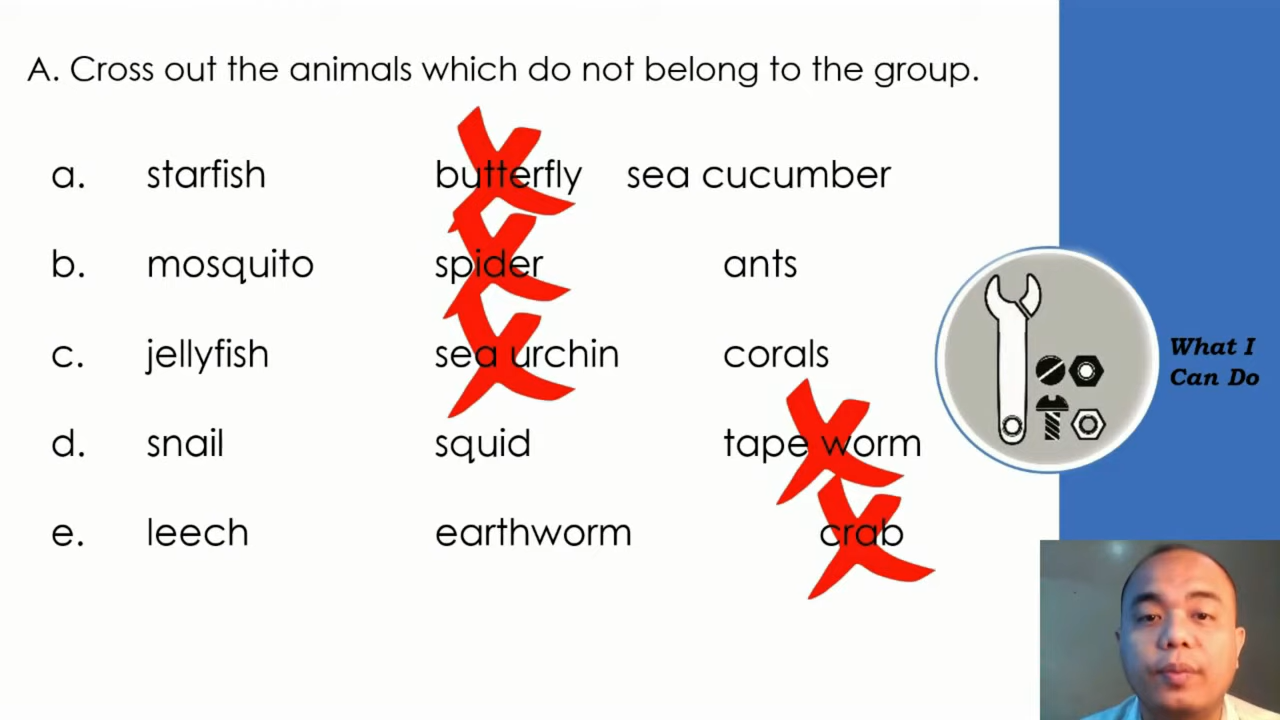 A. Cross out the animals which do not belong to the group.
a. starfish butterfly sea cucumber
b. mosquito spider ants
c. jellyfish sea urchin corals
d. snail squid tape worm
e. leech earthworm crab
What I
Can Do